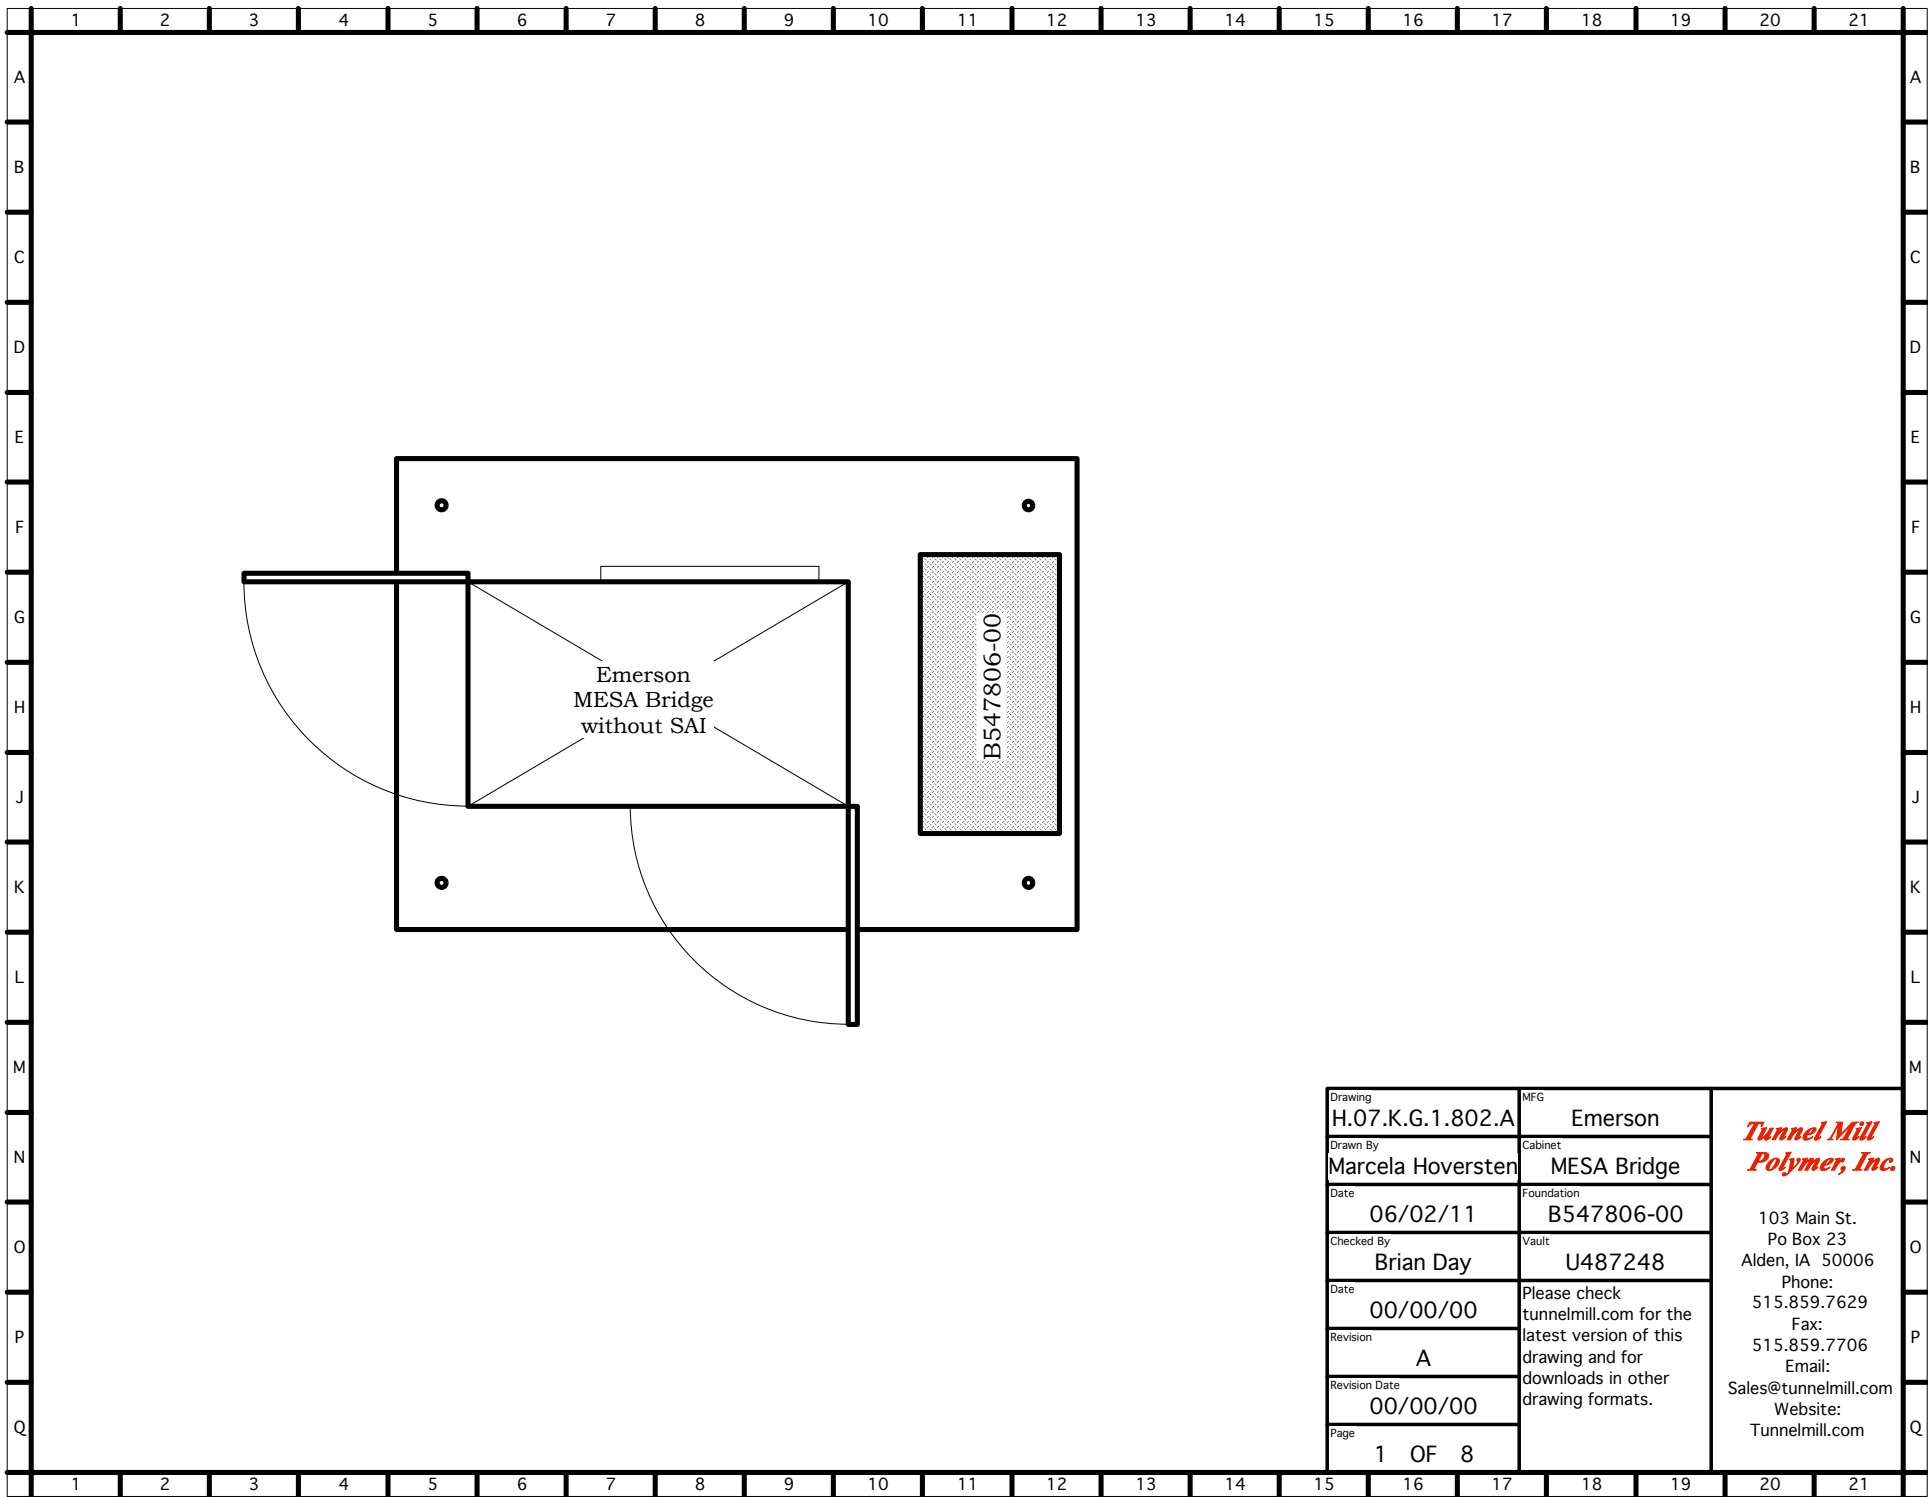 1 2 3 4 5 6 7 8 9 10 11 12 13 14 15 16 17 18 19 20 21
A A
B B
C C
D D
E E
F F
G G
H H
J J
K K
L L
M M
N N
O O
P P
Q Q
Emerson
MESA Bridge
without SAI
B547806-00
Drawing
H.07.K.G.1.802.A
MFG
Emerson
Drawn By
Marcela Hoversten
Cabinet
MESA Bridge
Date
06/02/11
Foundation
B547806-00
Checked By
Brian Day
Vault
U487248
Date
00/00/00
Revision
A
Revision Date
00/00/00
Page
1 OF 8
Please check
tunnelmill.com for the
latest version of this
drawing and for
downloads in other
drawing formats.
Tunnel Mill
Polymer, Inc.
103 Main St.
Po Box 23
Alden, IA 50006
Phone:
515.859.7629
Fax:
515.859.7706
Email:
Sales@tunnelmill.com
Website:
Tunnelmill.com
1 2 3 4 5 6 7 8 9 10 11 12 13 14 15 16 17 18 19 20 21